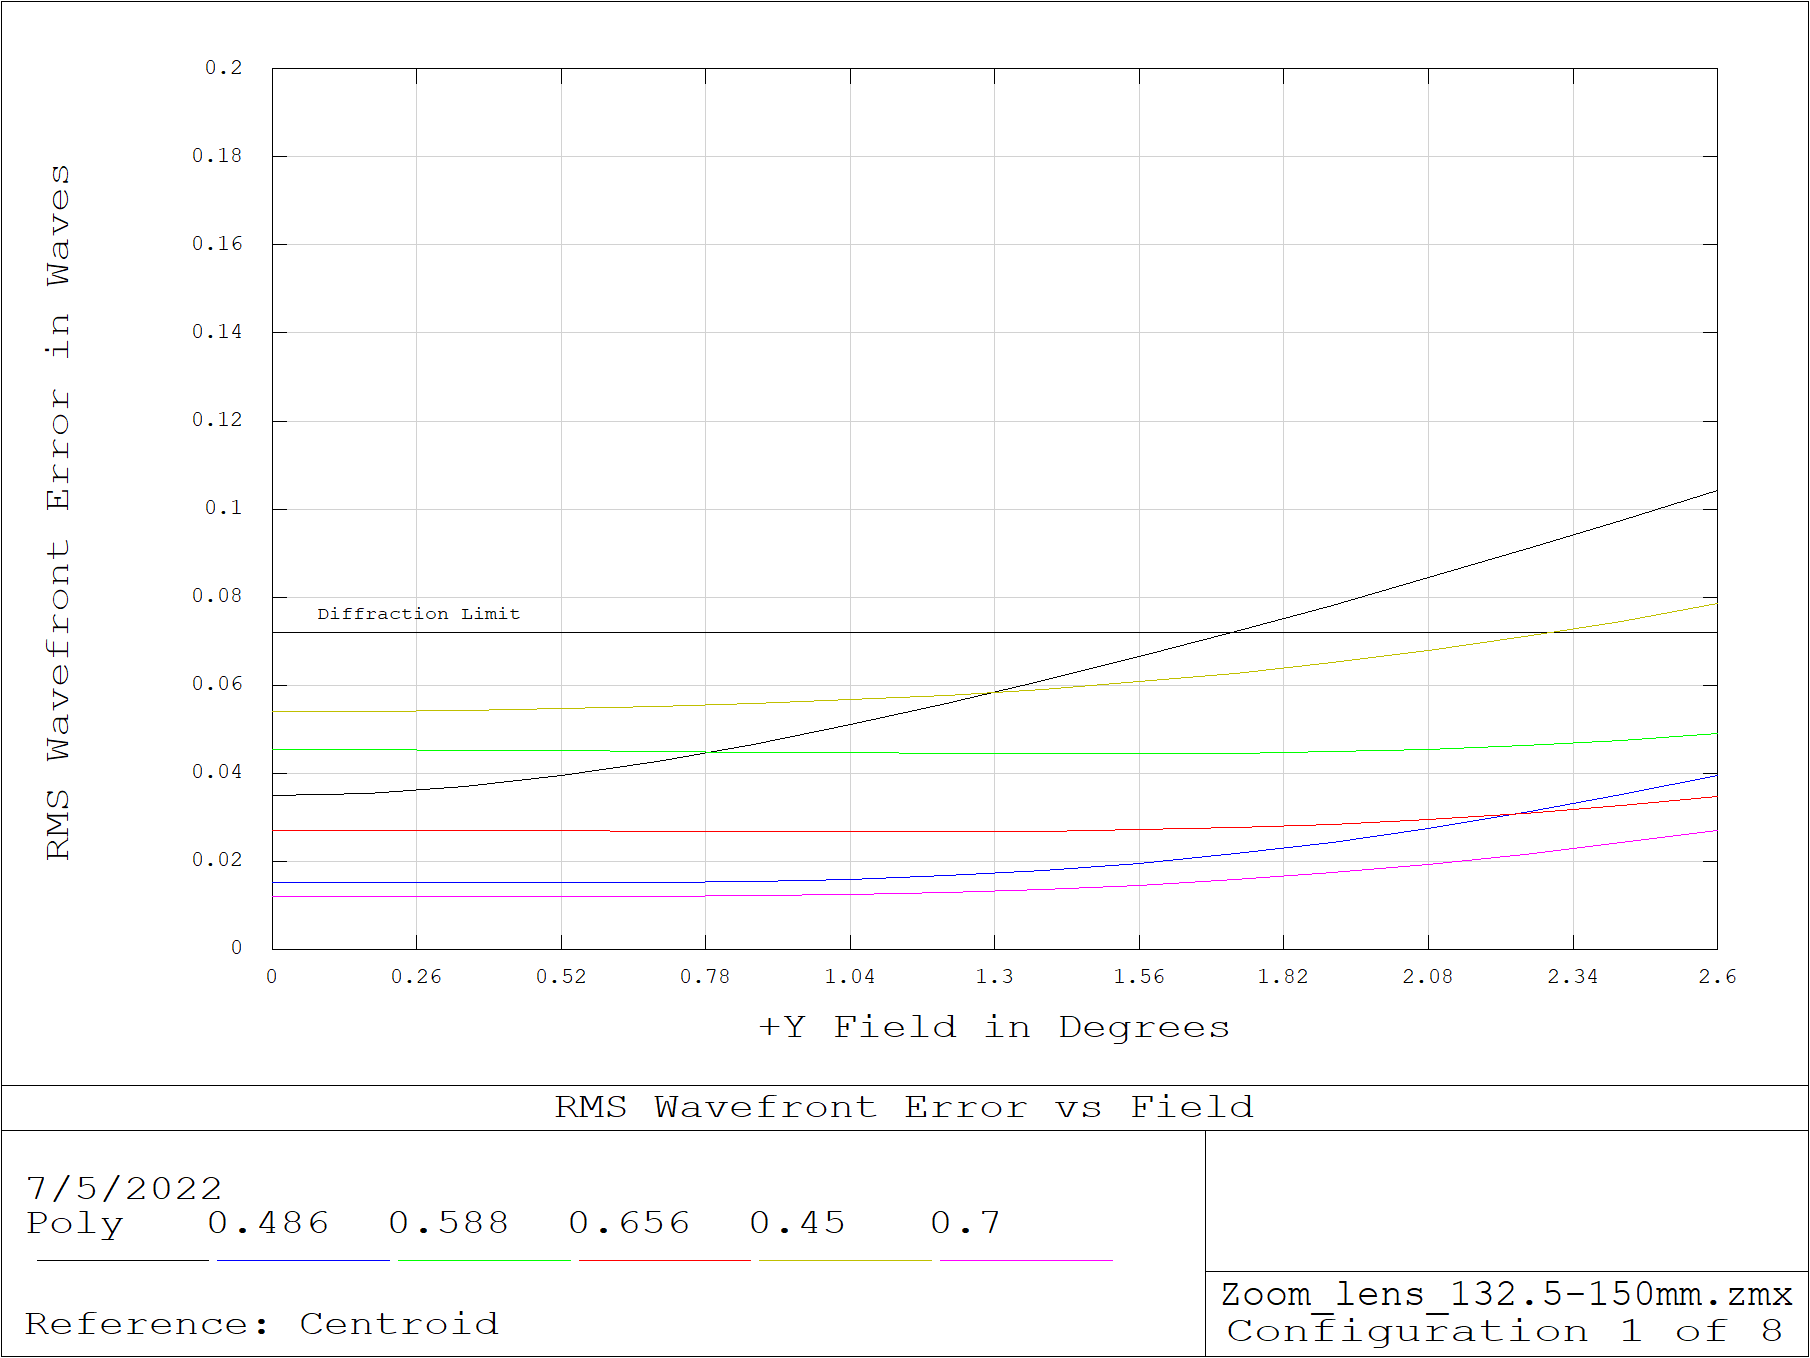 RMS Wavefront Error in Waves
0.2
0.18
0.16
0.14
0.12
0.1
0.08
0.06
0.04
0.02
0
Diffraction Limit
0 0.26 0.52 0.78 1.04 1.3 1.56 1.82 2.08 2.34 2.6
+Y Field in Degrees
RMS Wavefront Error vs Field
7/5/2022
Poly 0.486 0.588 0.656 0.45 0.7
Reference: Centroid
Zoom_lens_132.5-150mm.zmx
Configuration 1 of 8